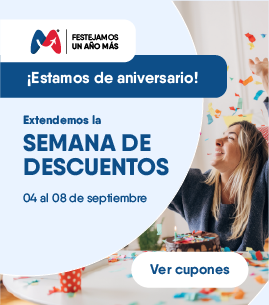 FESTEJAMOS
UN AÑO MÁS
¡Estamos de aniversario!
Extendemos la
SEMANA DE
DESCUENTOS
04 al 08 de septiembre
Ver cupones